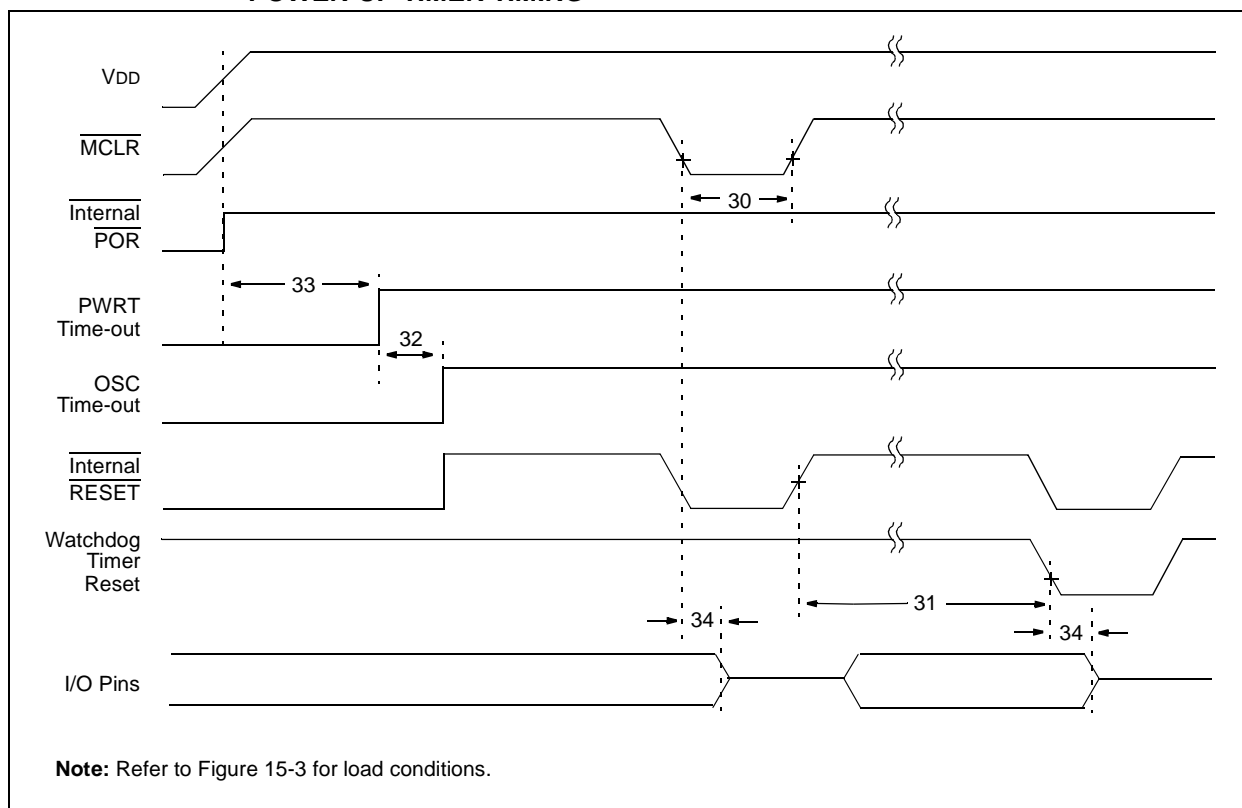 POWER-UP TIMER TIMING
VDD
MCLR
30
Internal
POR
33
PWRT
Time-out
32
OSC
Time-out
Internal
RESET
Watchdog
Timer
Reset
31
34
34
I/O Pins
Note: Refer to Figure 15-3 for load conditions.